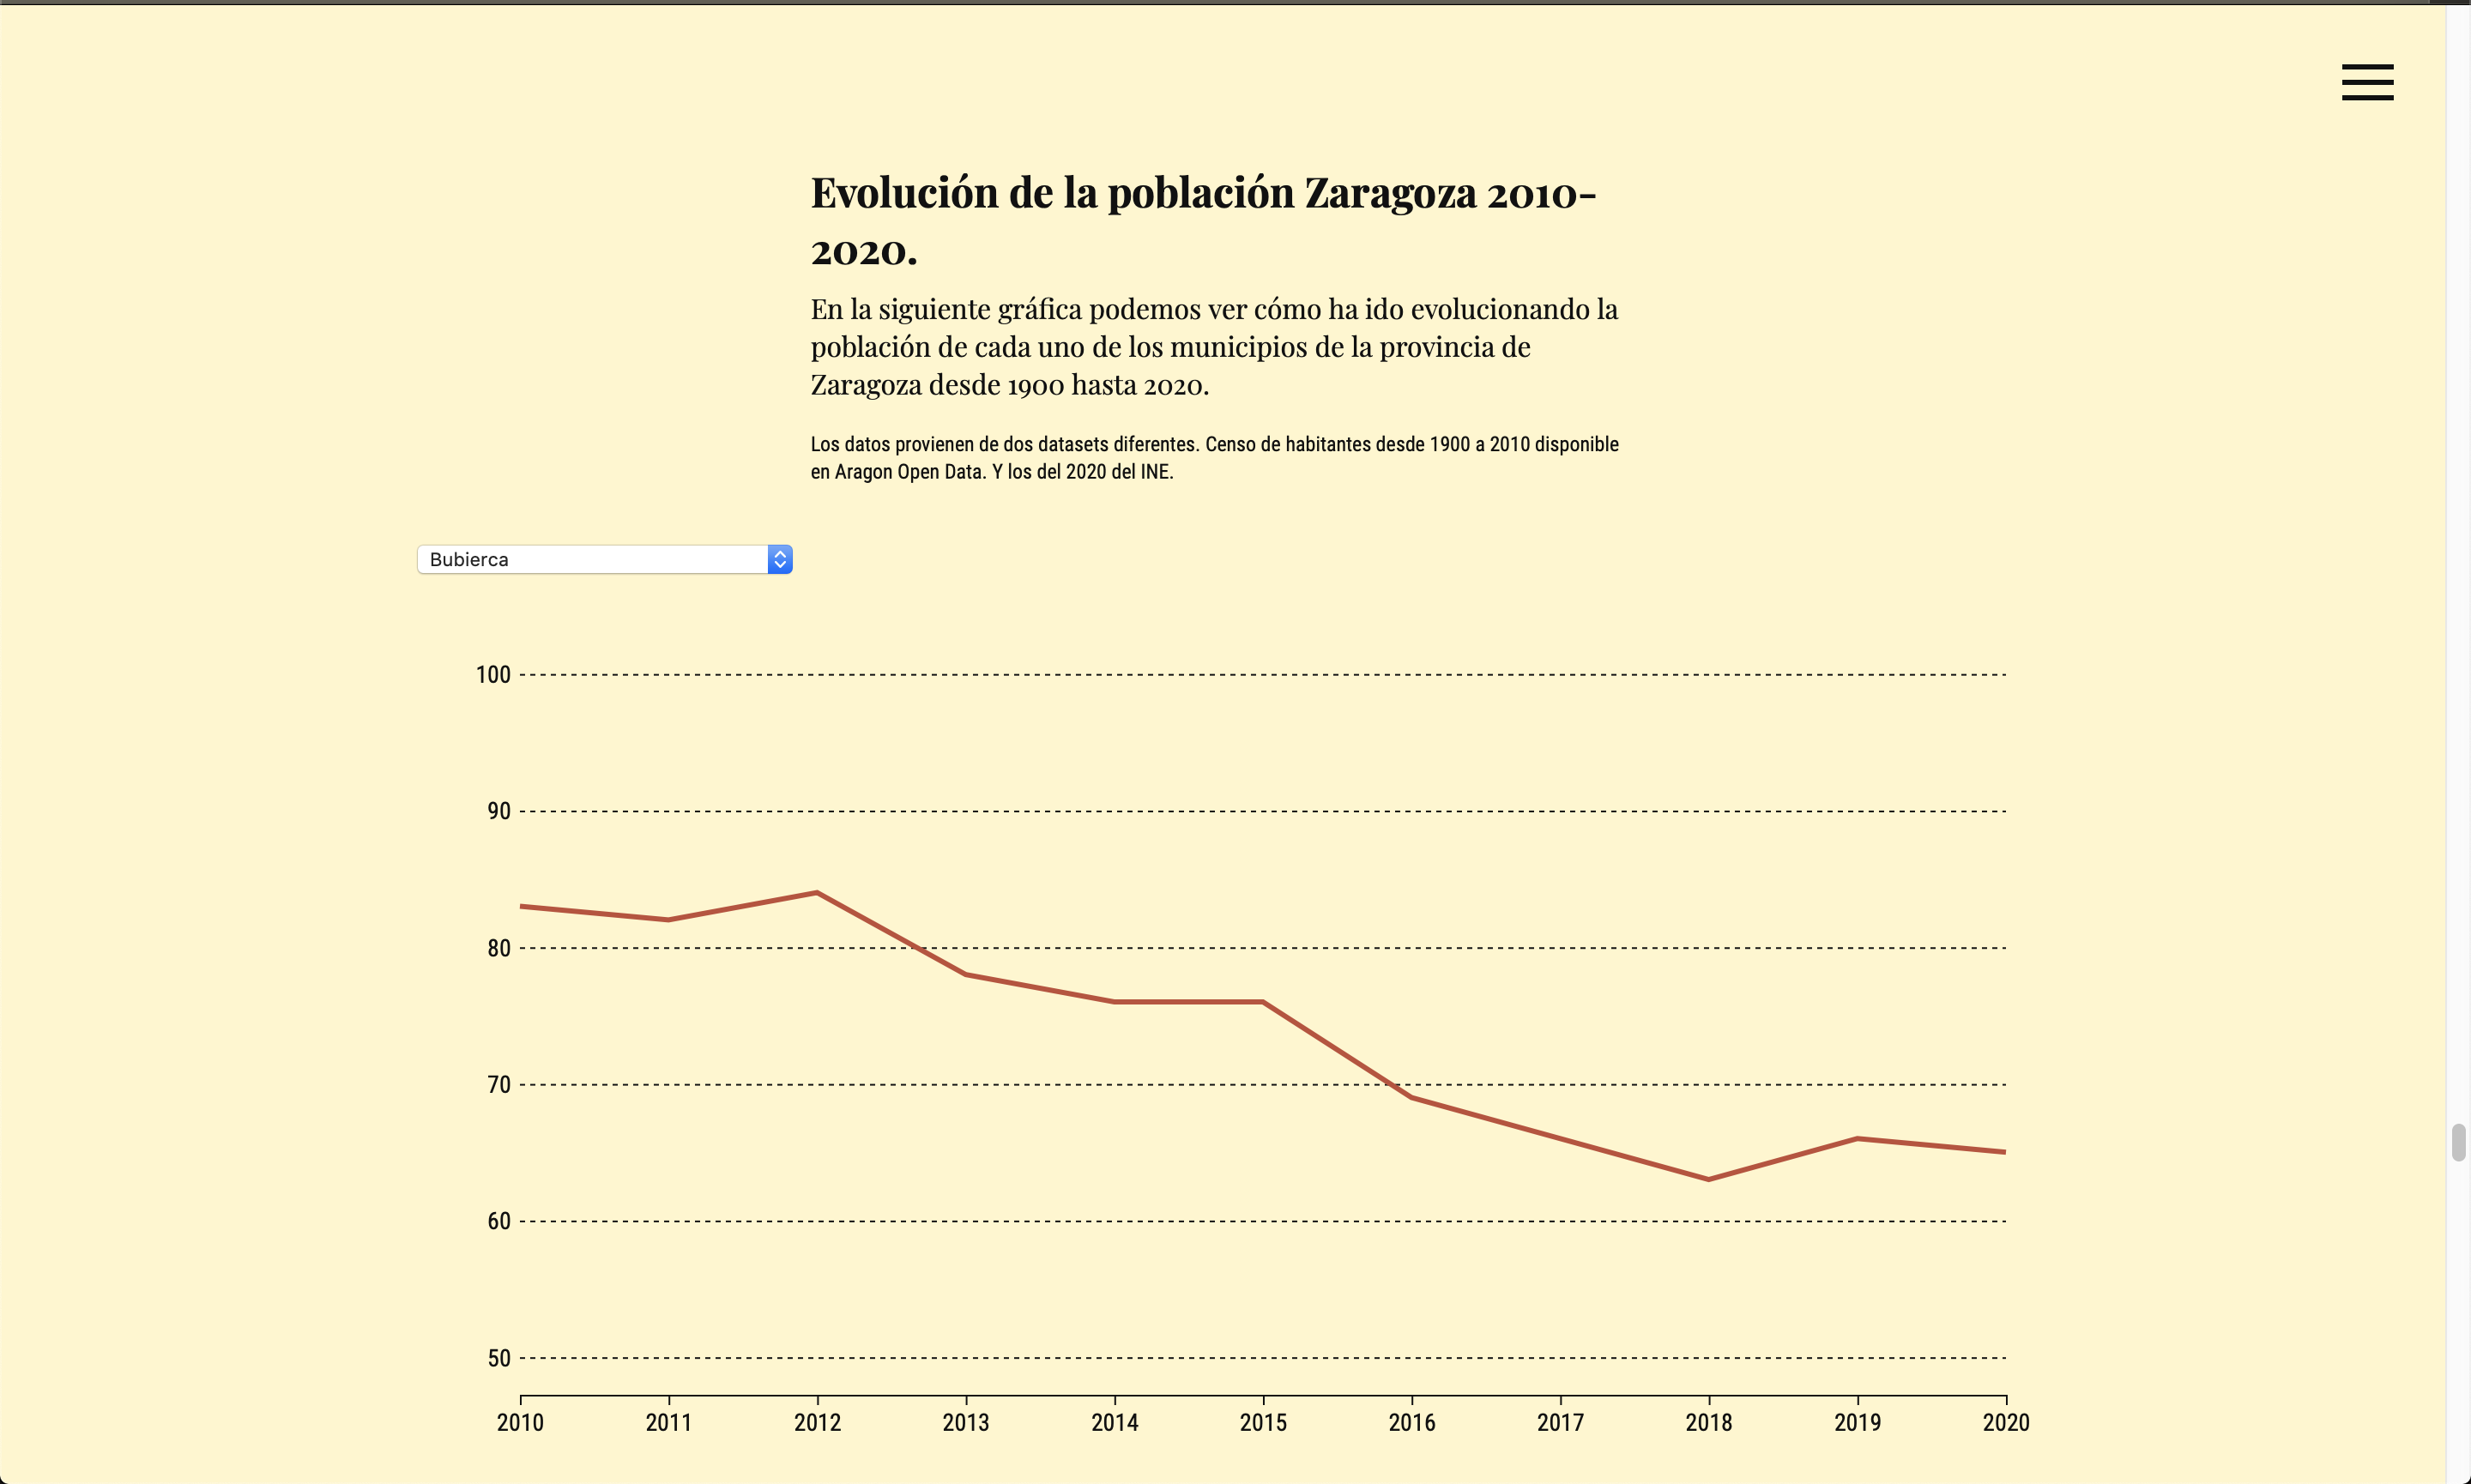 Evolución de la población Zaragoza 2010-
2020.
En la siguiente gráfica podemos ver cómo ha ido evolucionando la
población de cada uno de los municipios de la provincia de
Zaragoza desde 1900 hasta 2020.
Los datos provienen de dos datasets diferentes. Censo de habitantes desde 1900 a 2010 disponible
en Aragon Open Data. Y los del 2020 del INE.
Bubierca
100
90
80
70
60
50
2010 2011 2012 2013 2014 2015 2016 2017 2018 2019 2020